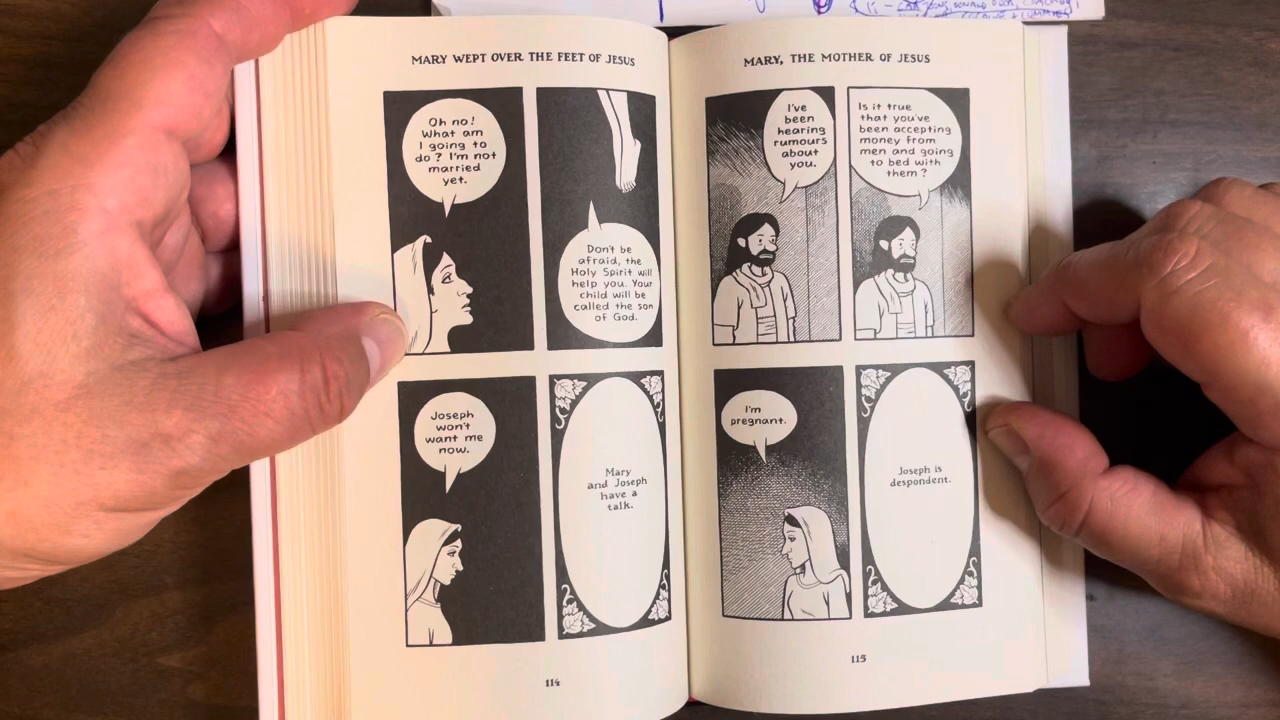 MARY WEPT OVER THE FEET OF JESUS
Oh no!
What am
I going to
do? I'm not
married
yet.
Don't be
afraid, the
Holy Spirit will
help you. Your
child will be
called the son
of God.
Joseph
won't
want me
now.
Mary
and Joseph
have a
talk.
114
MARY, THE MOTHER OF JESUS
I've
been
hearing
rumours
about
you.
Is it true
that you've
been accepting
money from
men and going
to bed with
them?
I'm
pregnant.
Joseph is
despondent.
115